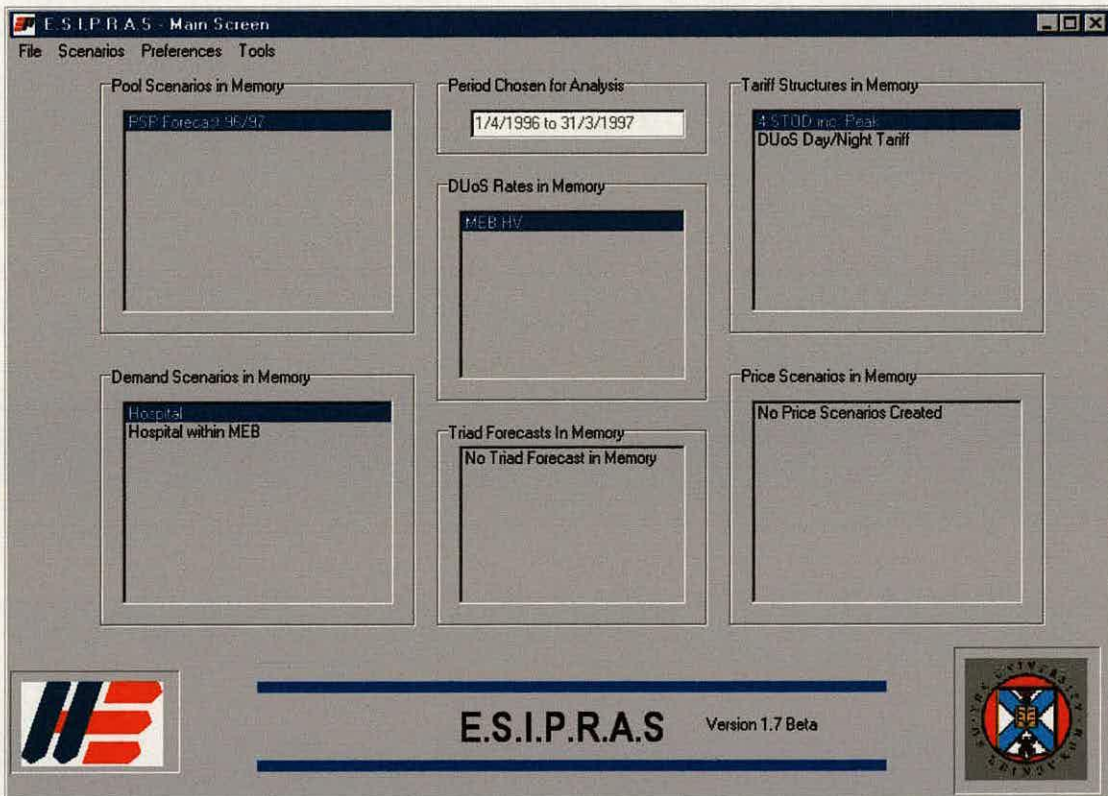 E.S.I.P.R.A.S - Main Screen
File Scenarios Preferences Tools
Pool Scenarios in Memory
PSP Forecast 96/97
Period Chosen for Analysis
1/4/1996 to 31/3/1997
Tariff Structures in Memory
4 STOD inc. Peak
DUoS Day/Night Tariff
DUoS Rates in Memory
MEB HV
Demand Scenarios in Memory
Hospital
Hospital within MEB
Triad Forecasts In Memory
No Triad Forecast in Memory
Price Scenarios in Memory
No Price Scenarios Created
E.S.I.P.R.A.S Version 1.7 Beta